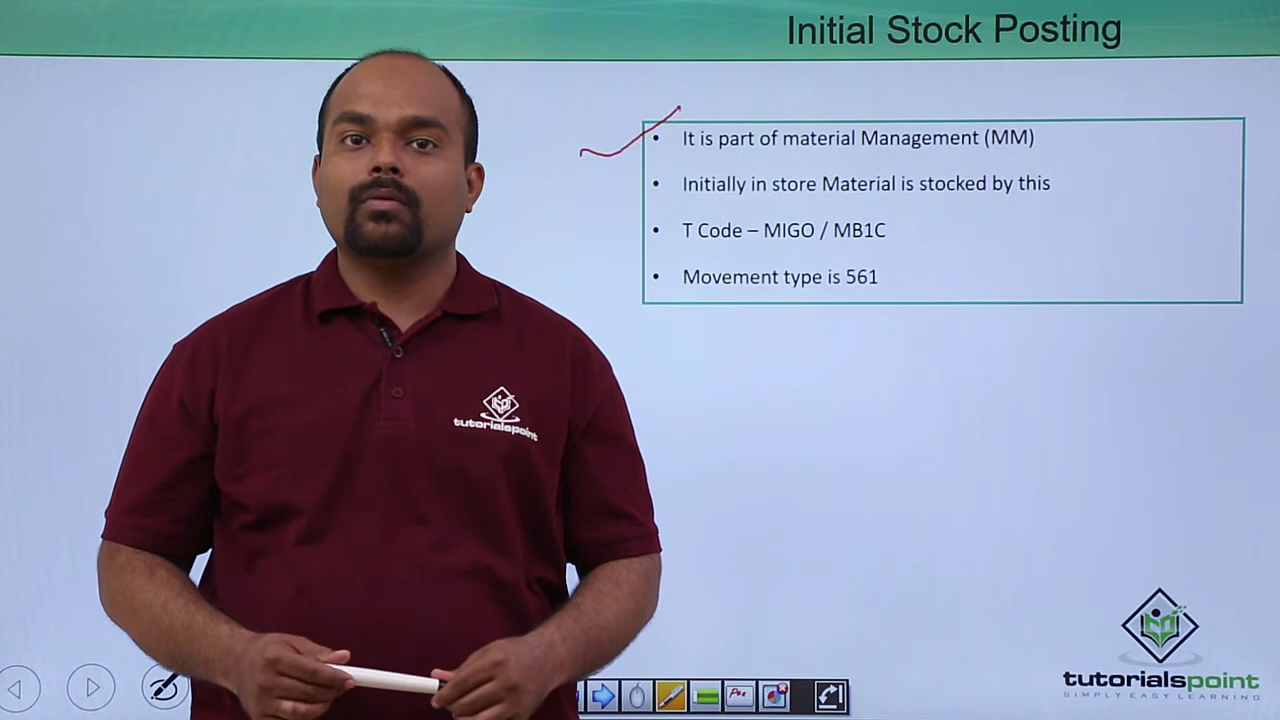 Initial Stock Posting
• It is part of material Management (MM)
• Initially in store Material is stocked by this
• T Code – MIGO / MB1C
• Movement type is 561
tutorialspoint
Pen
tutorialspoint
SIMPLY EASY LEARNING